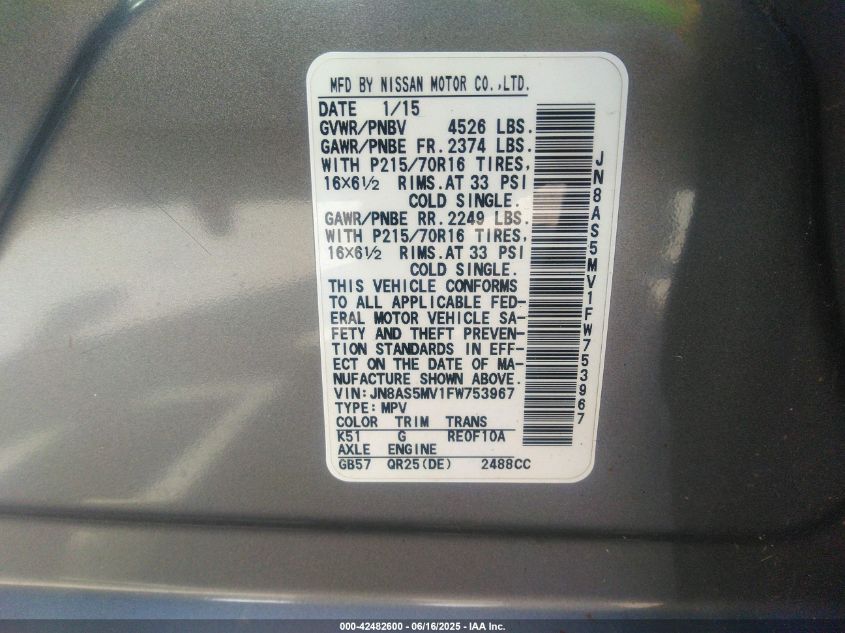 MFD BY NISSAN MOTOR CO.,LTD.
DATE 1/15
GVWR/PNBV 4526 LBS.
GAWR/PNBE FR. 2374 LBS.
WITH P215/70R16 TIRES,
16X6½ RIMS.AT 33 PSI
COLD SINGLE.
GAWR/PNBE RR. 2249 LBS.
WITH P215/70R16 TIRES,
16X6½ RIMS.AT 33 PSI
COLD SINGLE.
THIS VEHICLE CONFORMS
TO ALL APPLICABLE FED-
ERAL MOTOR VEHICLE SA-
FETY AND THEFT PREVEN-
TION STANDARDS IN EFF-
ECT ON THE DATE OF MA-
NUFACTURE SHOWN ABOVE.
VIN:JN8AS5MV1FW753967
TYPE:MPV
COLOR TRIM TRANS
K51 G RE0F10A
AXLE ENGINE
GB57 QR25(DE) 2488CC
JN8AS5MV1FW753967
000-42482600 - 06/16/2025 - IAA Inc.